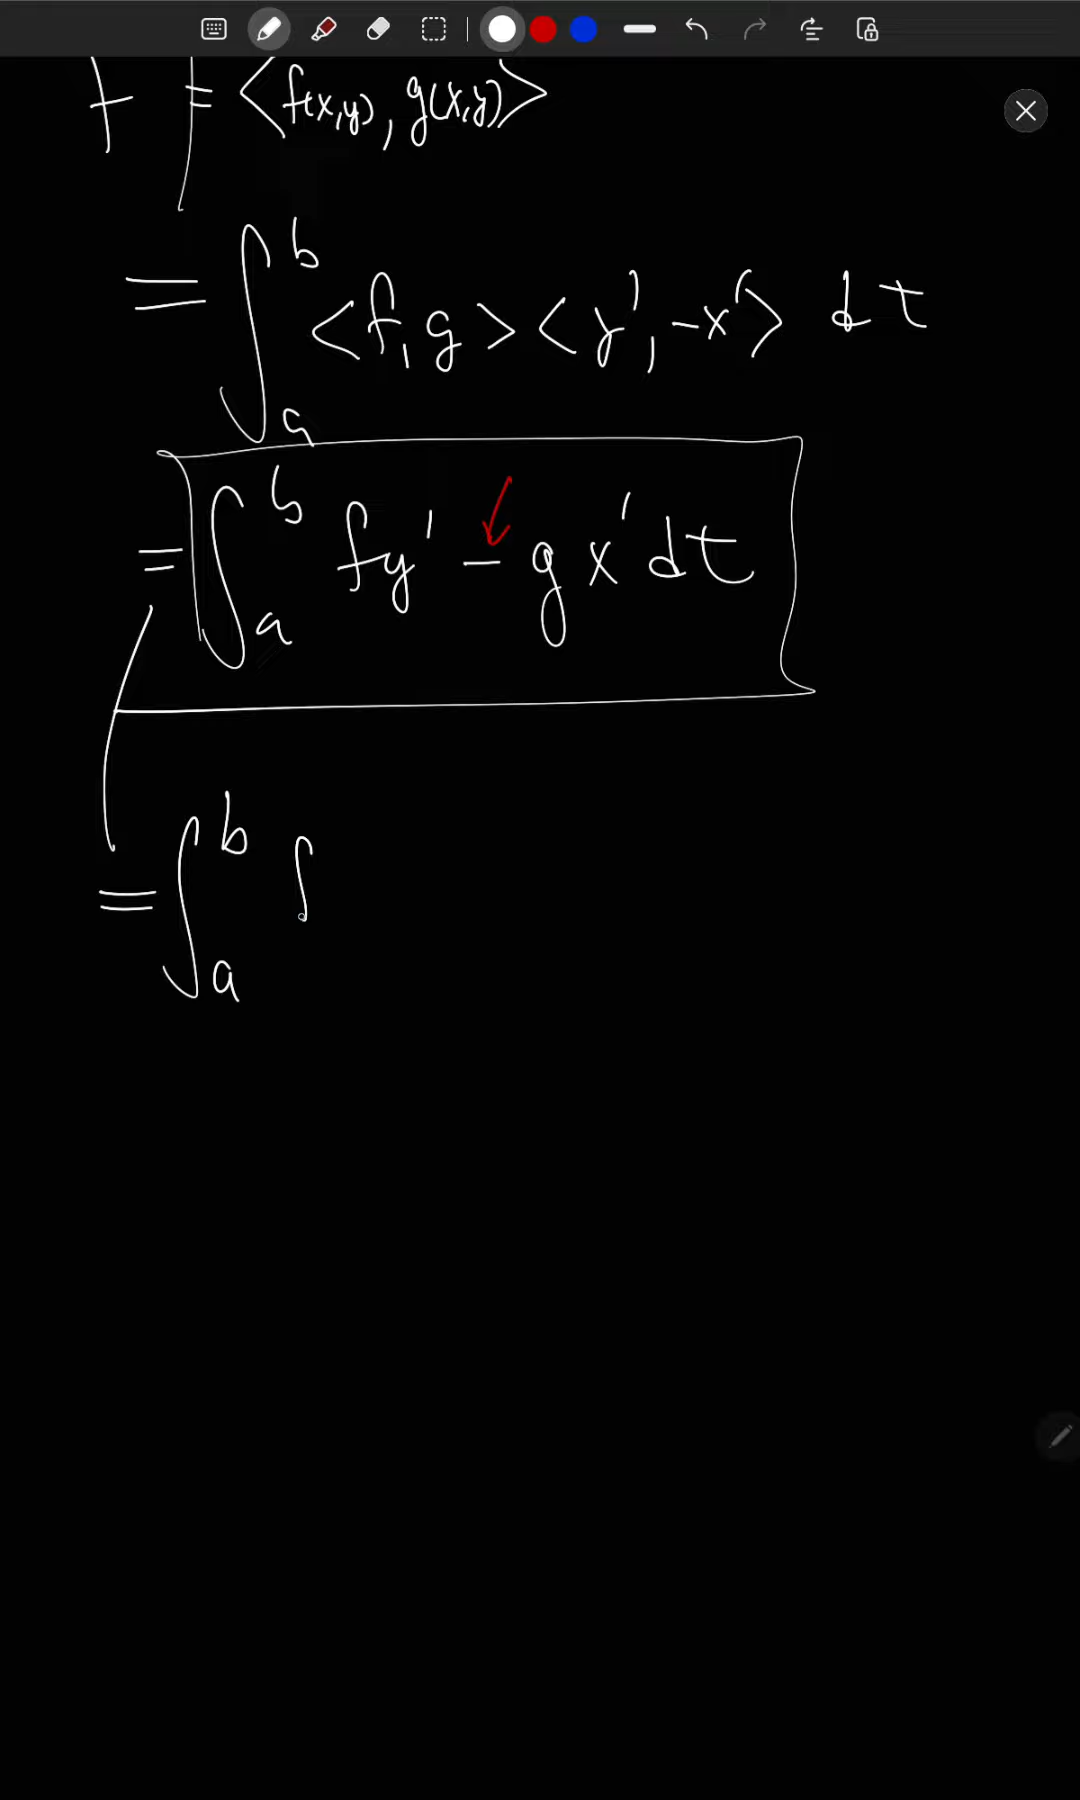 F = <f(x,y), g(x,y)>
= ∫_a^b <f, g> <y', -x'> dt
= ∫_a^b fy' - gx' dt
= ∫_a^b f